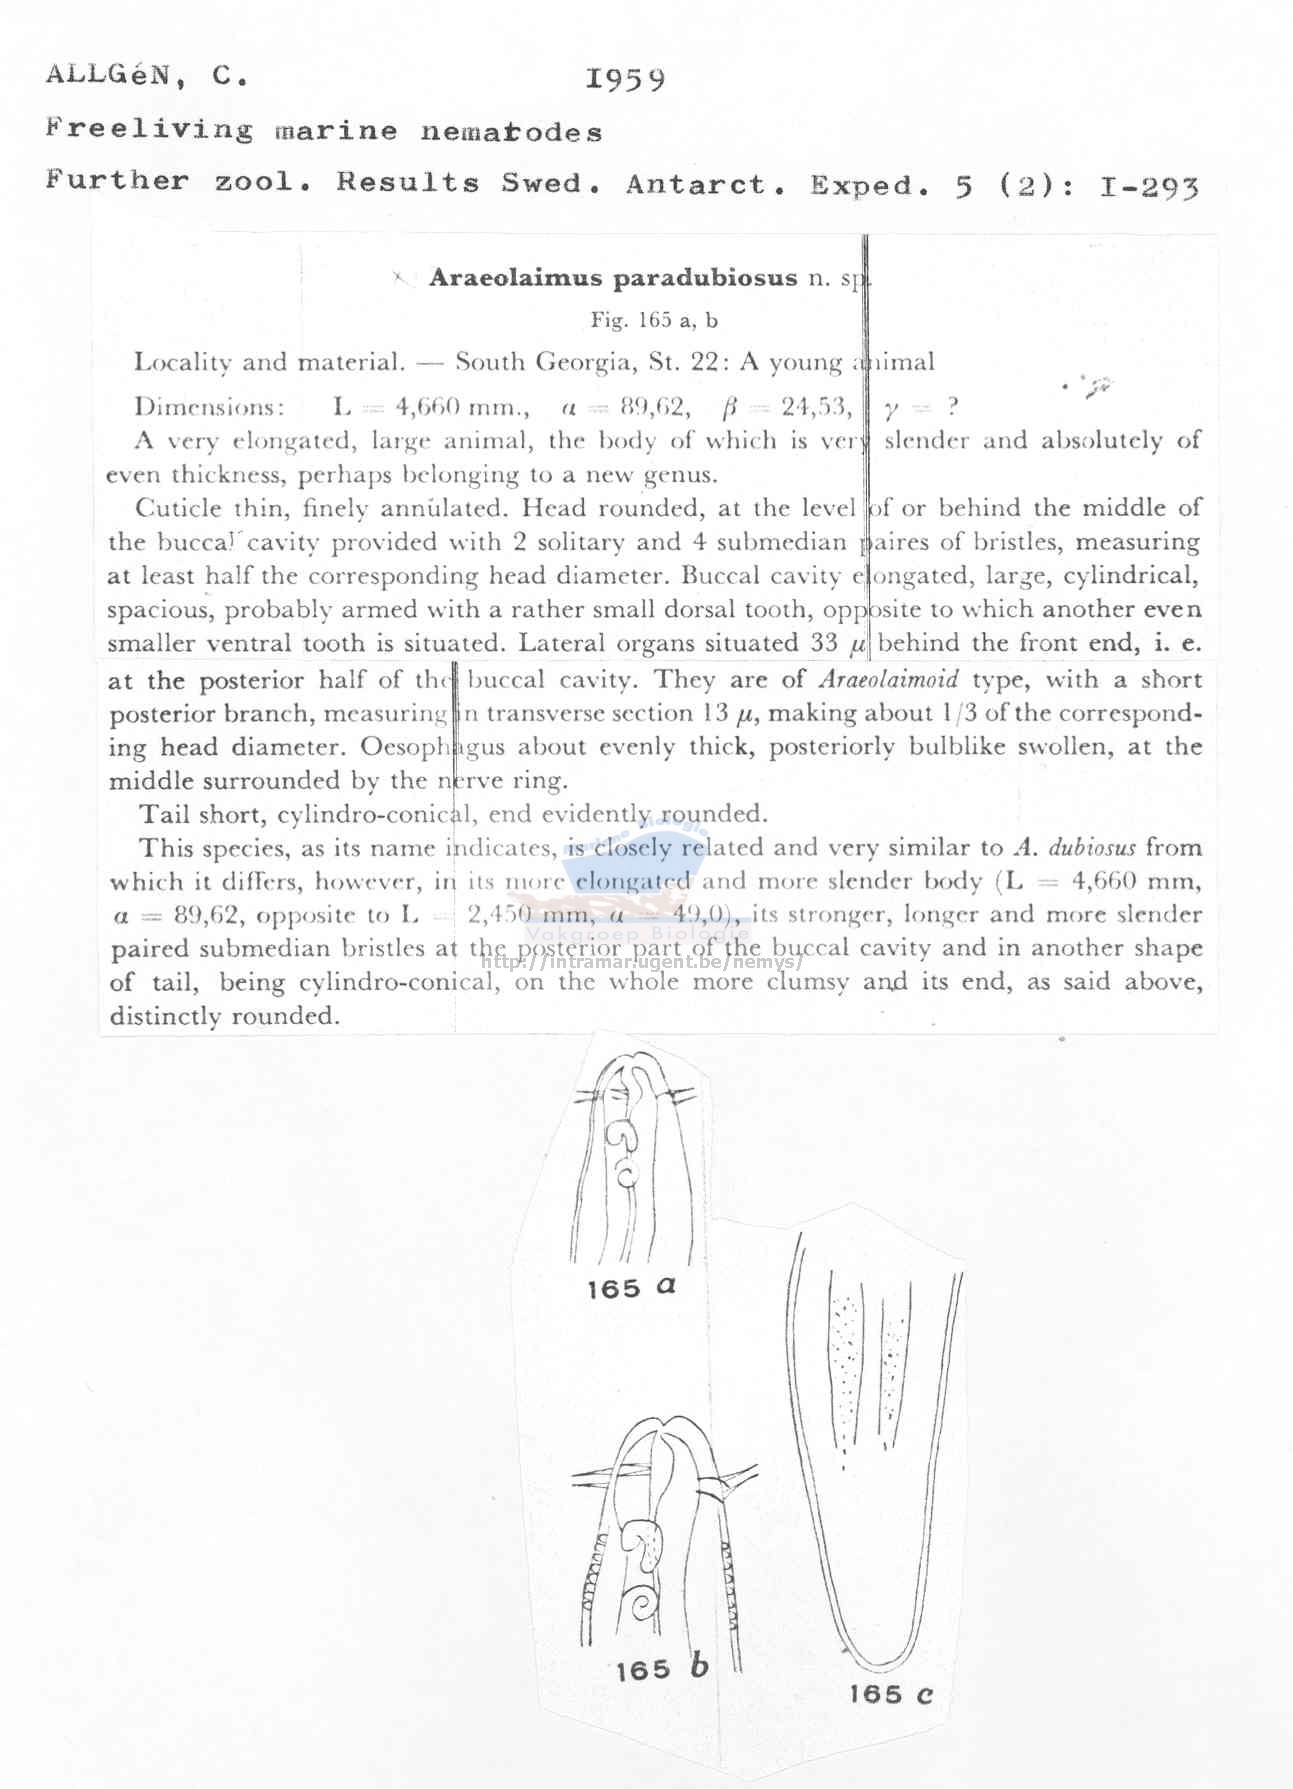 ALLGéN, C. 1959
Freeliving marine nematodes
Further zool. Results Swed. Antarct. Exped. 5 (2): I-293
Araeolaimus paradubiosus n. sp.
Fig. 165 a, b
Locality and material. — South Georgia, St. 22: A young animal
Dimensions: L = 4,660 mm., α = 89,62, β = 24,53, γ = ?
A very elongated, large animal, the body of which is very slender and absolutely of
even thickness, perhaps belonging to a new genus.
Cuticle thin, finely annulated. Head rounded, at the level of or behind the middle of
the buccal cavity provided with 2 solitary and 4 submedian paires of bristles, measuring
at least half the corresponding head diameter. Buccal cavity elongated, large, cylindrical,
spacious, probably armed with a rather small dorsal tooth, opposite to which another even
smaller ventral tooth is situated. Lateral organs situated 33 μ behind the front end, i. e.
at the posterior half of the buccal cavity. They are of Araeolaimoid type, with a short
posterior branch, measuring in transverse section 13 μ, making about 1/3 of the correspond-
ing head diameter. Oesophagus about evenly thick, posteriorly bulblike swollen, at the
middle surrounded by the nerve ring.
Tail short, cylindro-conical, end evidently rounded.
This species, as its name indicates, is closely related and very similar to A. dubiosus from
which it differs, however, in its more elongated and more slender body (L = 4,660 mm,
α = 89,62, opposite to L = 2,450 mm, α = 49,0), its stronger, longer and more slender
paired submedian bristles at the posterior part of the buccal cavity and in another shape
of tail, being cylindro-conical, on the whole more clumsy and its end, as said above,
distinctly rounded.
Vakgroep Biologie
http://intramar.ugent.be/nemys/
165 a
165 b
165 c